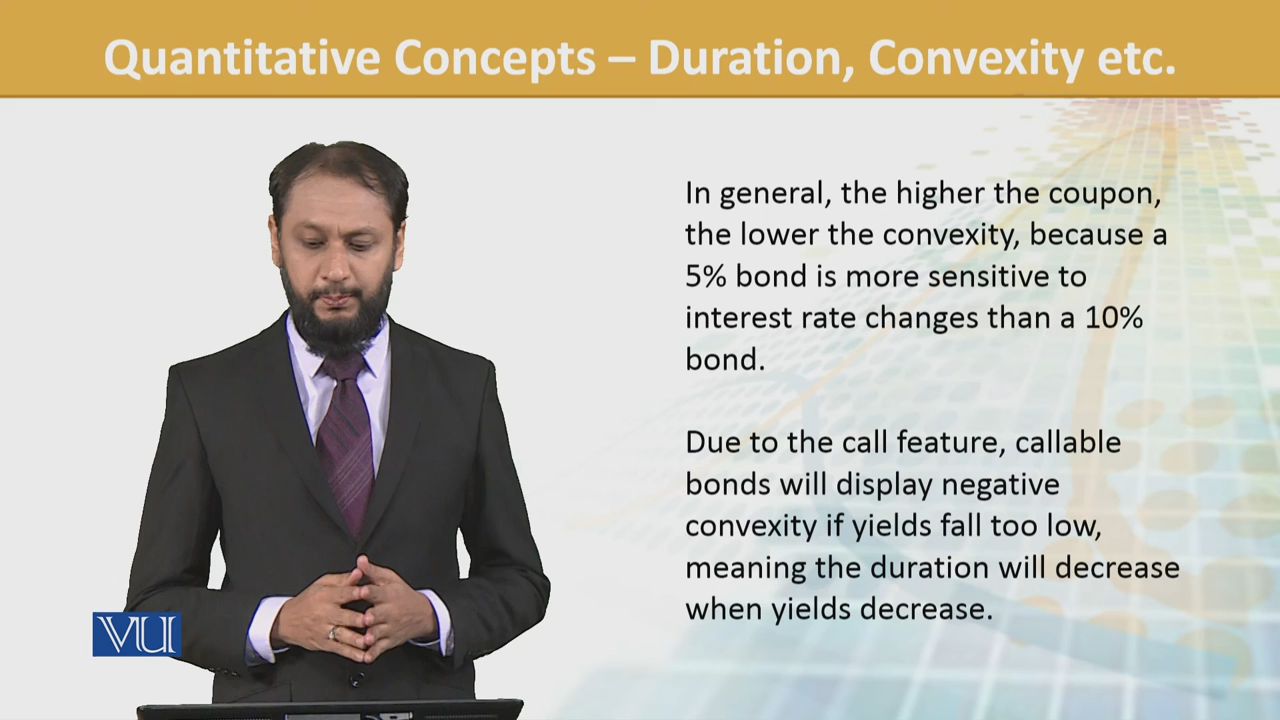 Quantitative Concepts – Duration, Convexity etc.
In general, the higher the coupon,
the lower the convexity, because a
5% bond is more sensitive to
interest rate changes than a 10%
bond.
Due to the call feature, callable
bonds will display negative
convexity if yields fall too low,
meaning the duration will decrease
when yields decrease.
VU